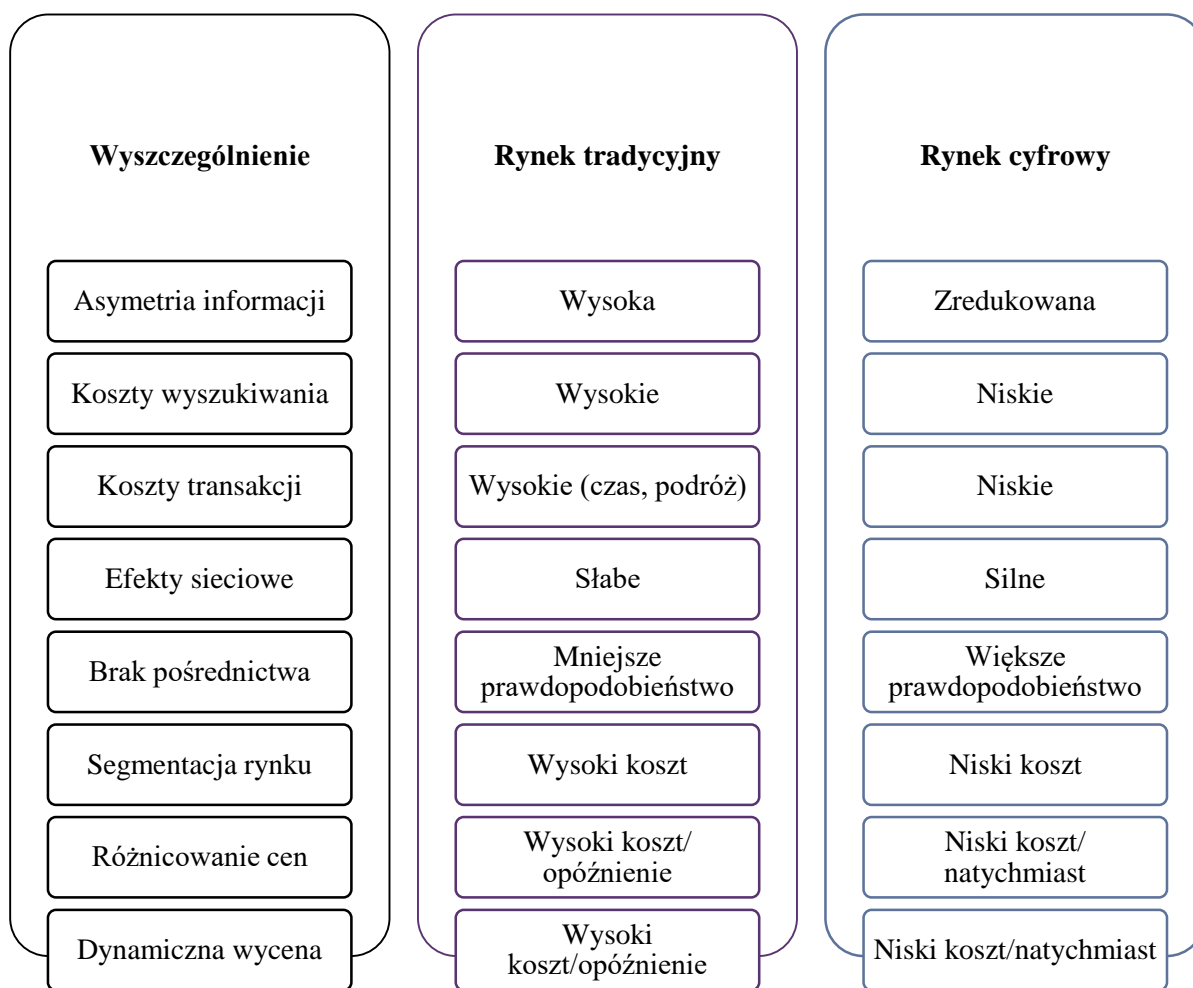 Wyszczególnienie
Rynek tradycyjny
Rynek cyfrowy
Asymetria informacji
Wysoka
Zredukowana
Koszty wyszukiwania
Wysokie
Niskie
Koszty transakcji
Wysokie (czas, podróż)
Niskie
Efekty sieciowe
Słabe
Silne
Brak pośrednictwa
Mniejsze
prawdopodobieństwo
Większe
prawdopodobieństwo
Segmentacja rynku
Wysoki koszt
Niski koszt
Różnicowanie cen
Wysoki koszt/
opóźnienie
Niski koszt/
natychmiast
Dynamiczna wycena
Wysoki
koszt/opóźnienie
Niski koszt/natychmiast